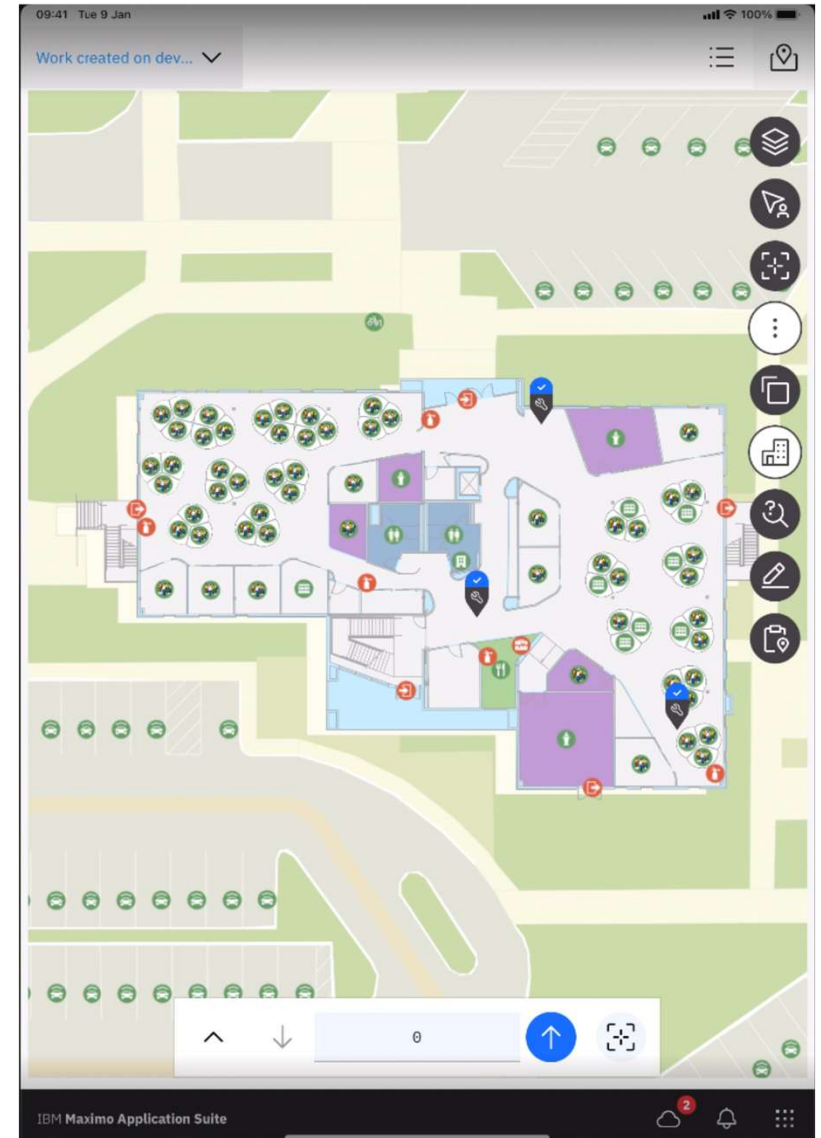 09:41 Tue 9 Jan
100%
Work created on dev...
0
IBM Maximo Application Suite
2